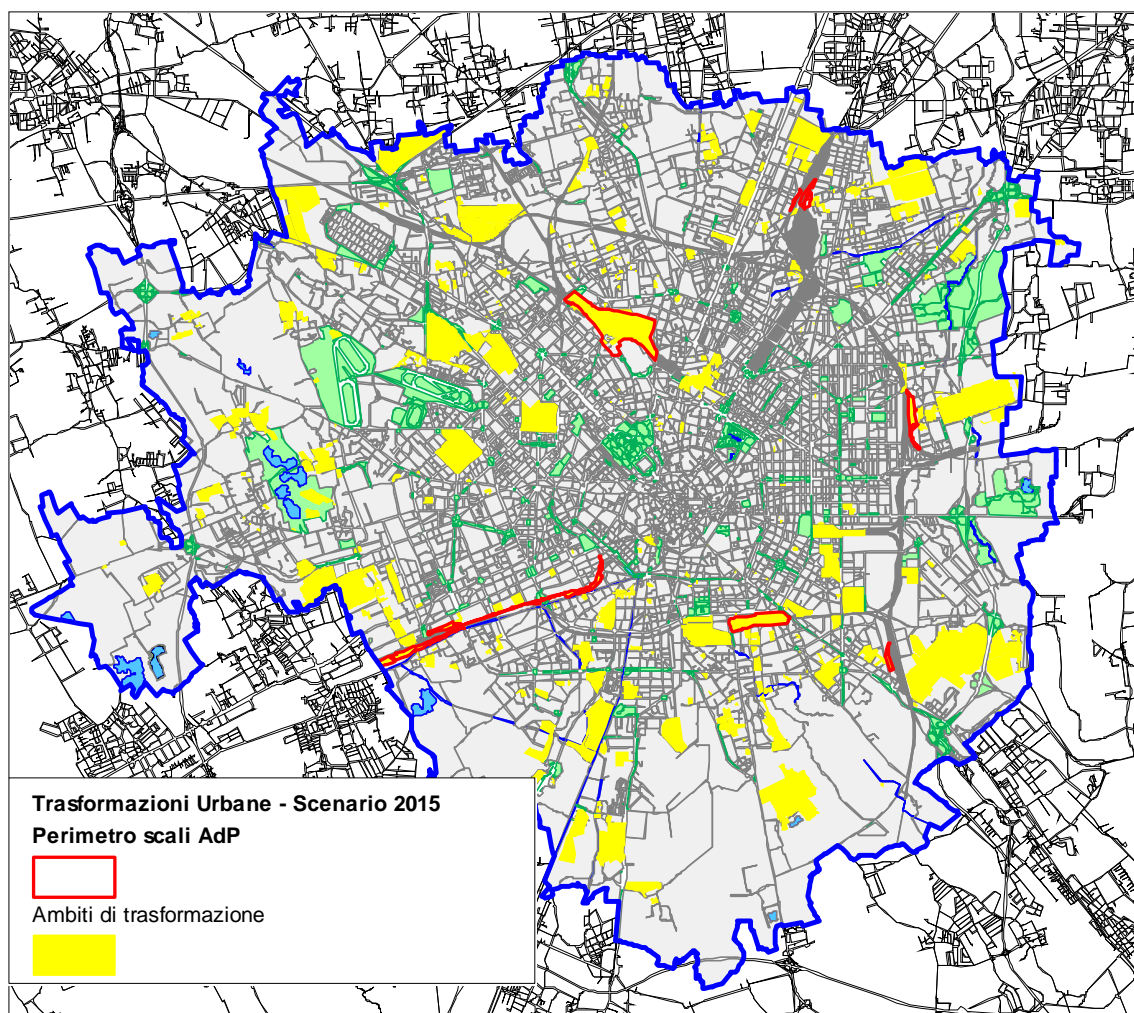 Trasformazioni Urbane - Scenario 2015
Perimetro scali AdP
Ambiti di trasformazione